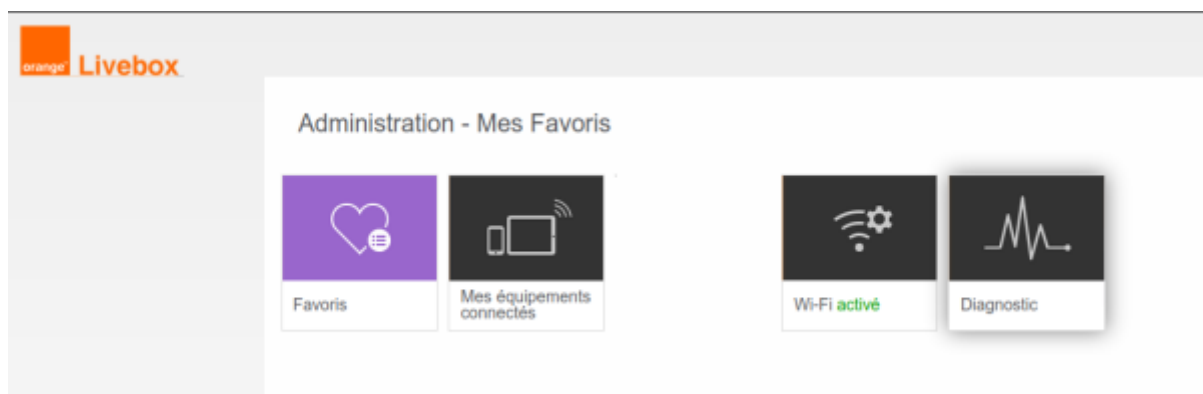 orange
Livebox
Administration - Mes Favoris
Favoris
Mes équipements
connectés
Wi-Fi activé
Diagnostic